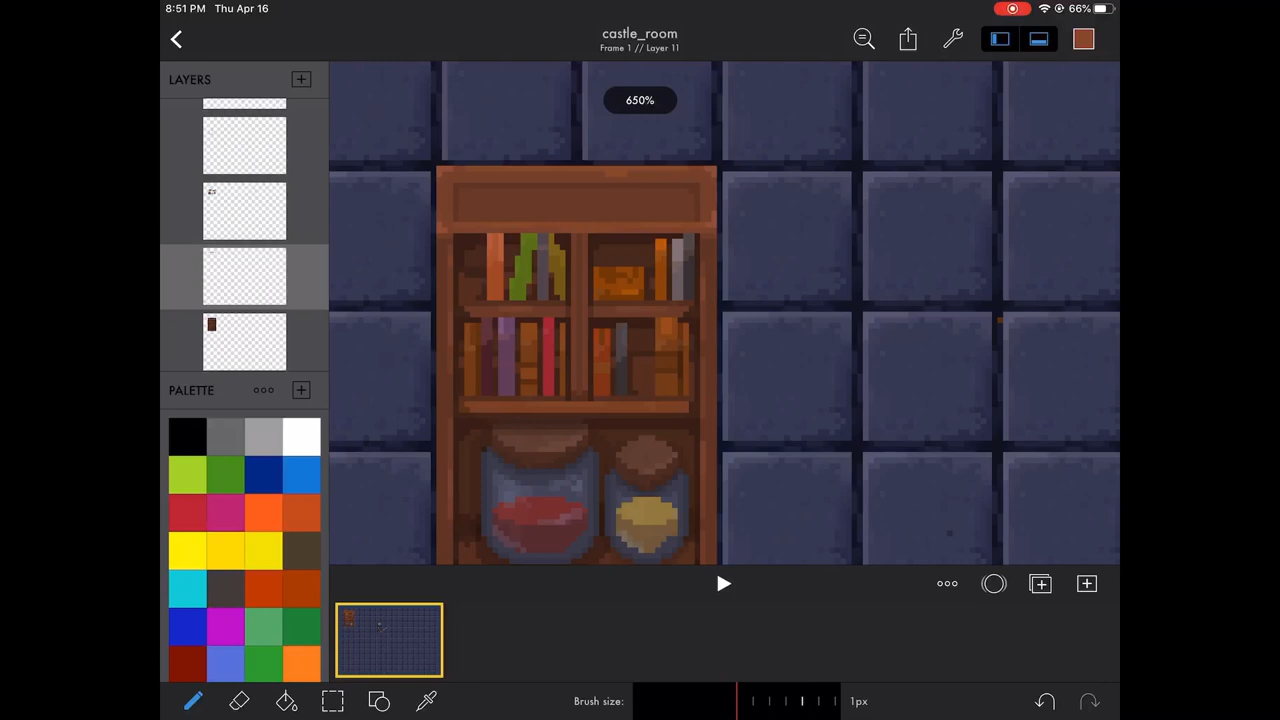 8:51 PM Thu Apr 16
66%
castle_room
Frame 1 // Layer 11
LAYERS
650%
PALETTE
Brush size:
1px